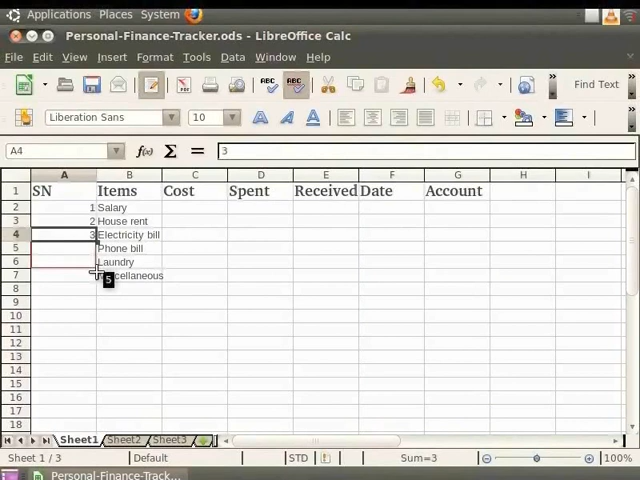 Applications Places System
Personal-Finance-Tracker.ods - LibreOffice Calc
File Edit View Insert Format Tools Data Window Help
ABC ABC Find Text
Liberation Sans 10
A4 f(x) Σ = 3
A B C D E F G H I
1 SN Items Cost Spent Received Date Account
2 1 Salary
3 2 House rent
4 3 Electricity bill
5 Phone bill
6 Laundry
7 cellaneous
5
8
9
10
11
12
13
14
15
16
17
18
Sheet1 Sheet2 Sheet3
Sheet 1 / 3 Default STD Sum=3 100%
Personal-Finance-Track...